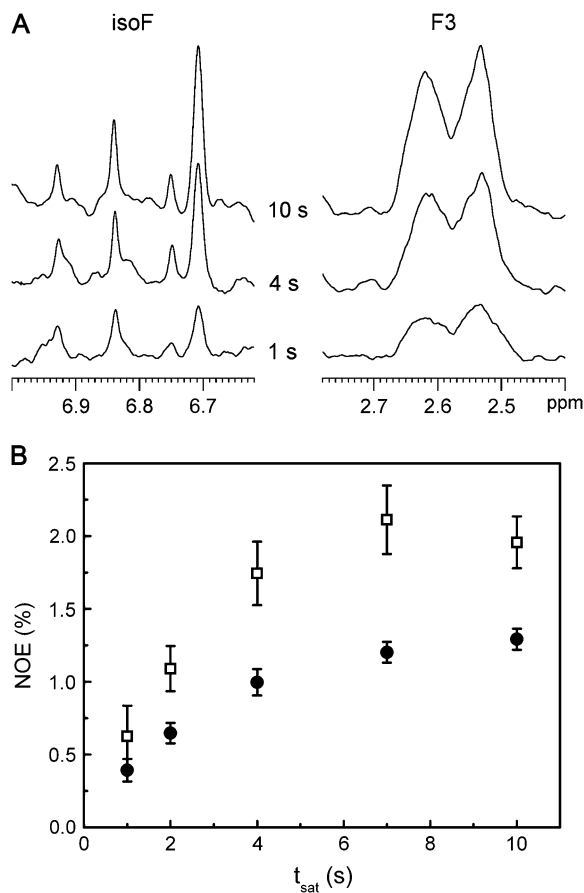 A
isoF
F3
10 s
4 s
1 s
6.9 6.8 6.7
2.7 2.6 2.5 ppm
B
2.5
2.0
1.5
1.0
0.5
0.0
NOE (%)
0 2 4 6 8 10
tsat (s)